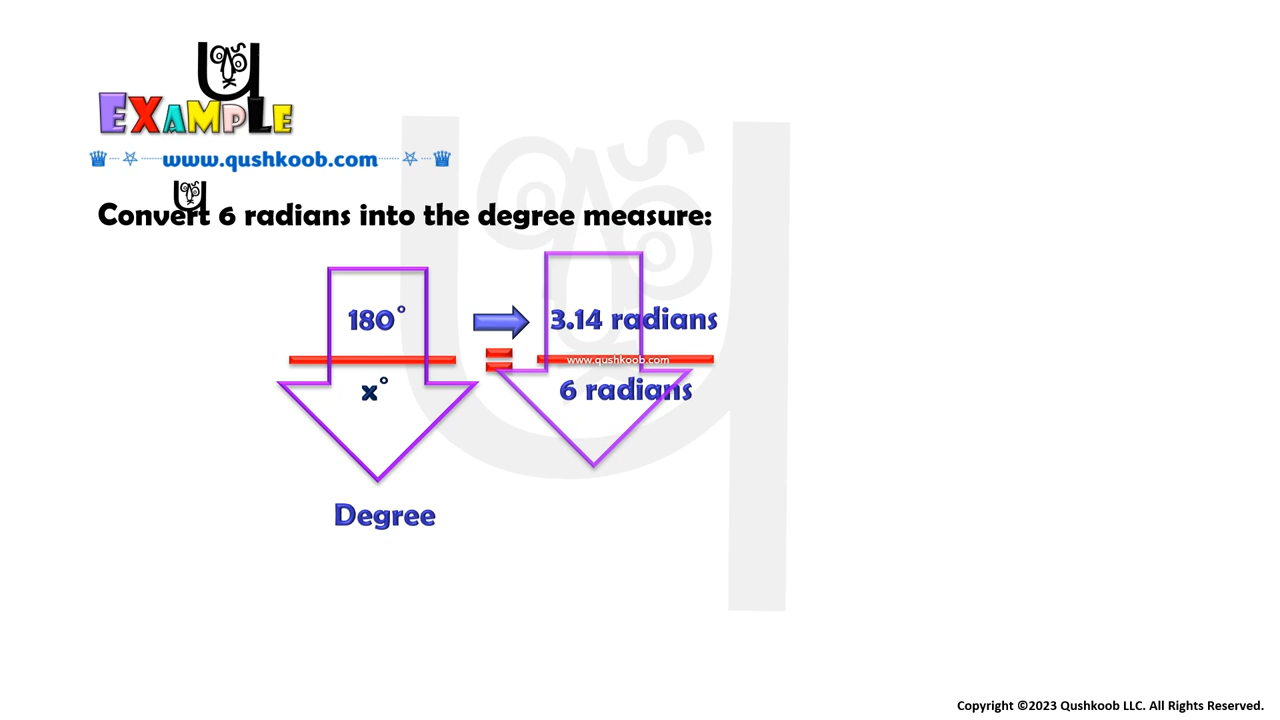 EXAMPLE
www.qushkoob.com
Convert 6 radians into the degree measure:
180° 3.14 radians
= www.qushkoob.com
x° 6 radians
Degree
Copyright ©2023 Qushkoob LLC. All Rights Reserved.